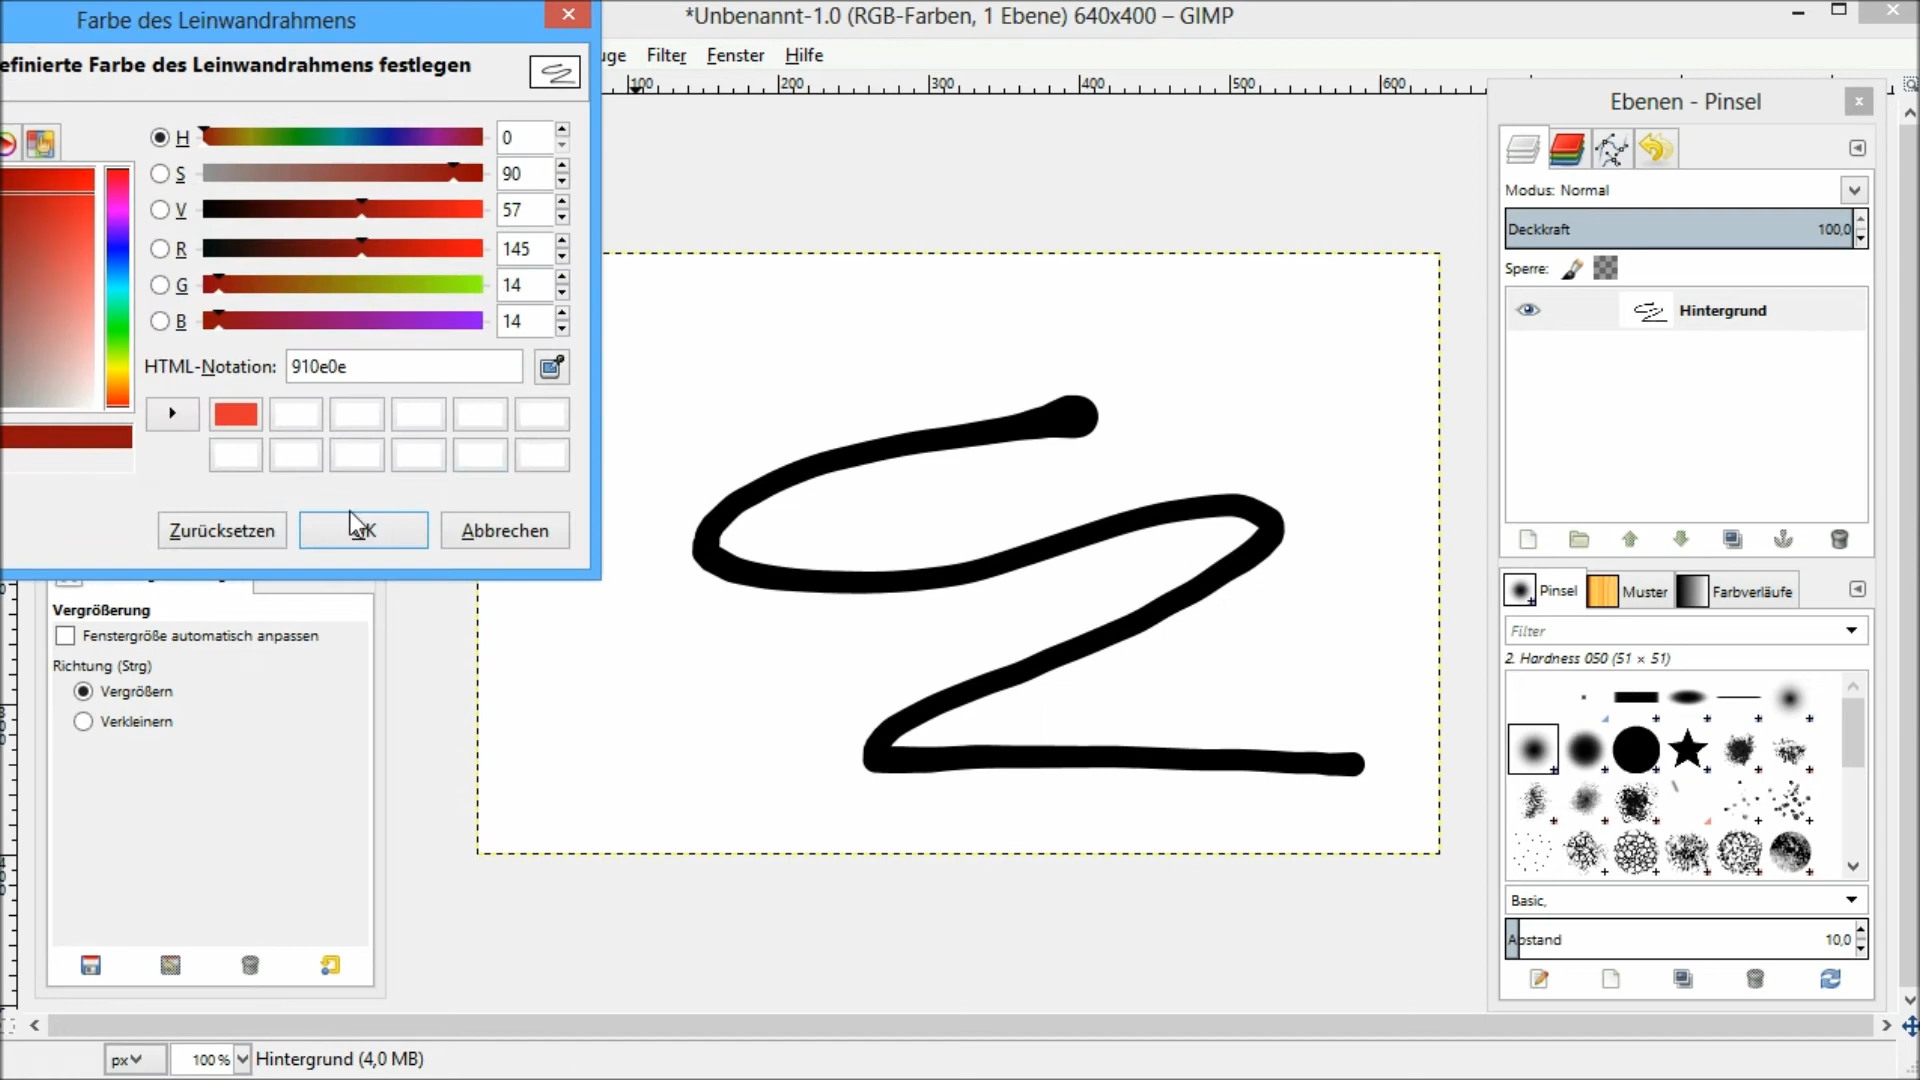 Farbe des Leinwandrahmens
*Unbenannt-1.0 (RGB-Farben, 1 Ebene) 640x400 – GIMP
efinierte Farbe des Leinwandrahmens festlegen
uge Filter Fenster Hilfe
100 200 300 400 500 600
H 0
S 90
V 57
R 145
G 14
B 14
HTML-Notation: 910e0e
Zurücksetzen
Abbrechen
Vergrößerung
Fenstergröße automatisch anpassen
Richtung (Strg)
Vergrößern
Verkleinern
Ebenen - Pinsel
Modus: Normal
Deckkraft 100,0
Sperre:
Hintergrund
Pinsel Muster Farbverläufe
Filter
2. Hardness 050 (51 × 51)
Basic,
Abstand 10,0
px 100 % Hintergrund (4,0 MB)